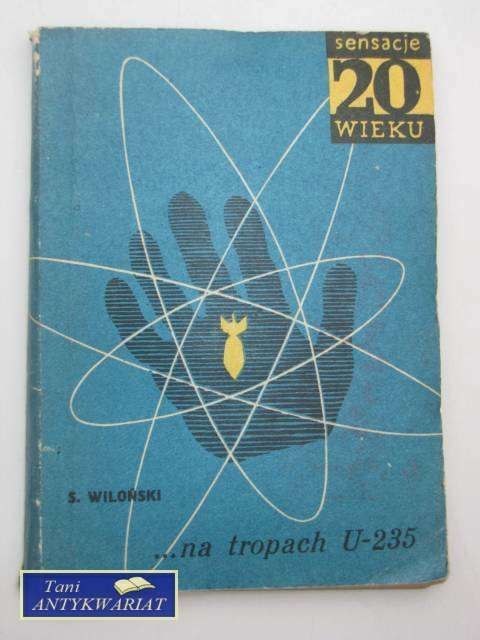 sensacje
20
WIEKU
S. WILOŃSKI
...na tropach U-235
Tani
ANTYKWARIAT